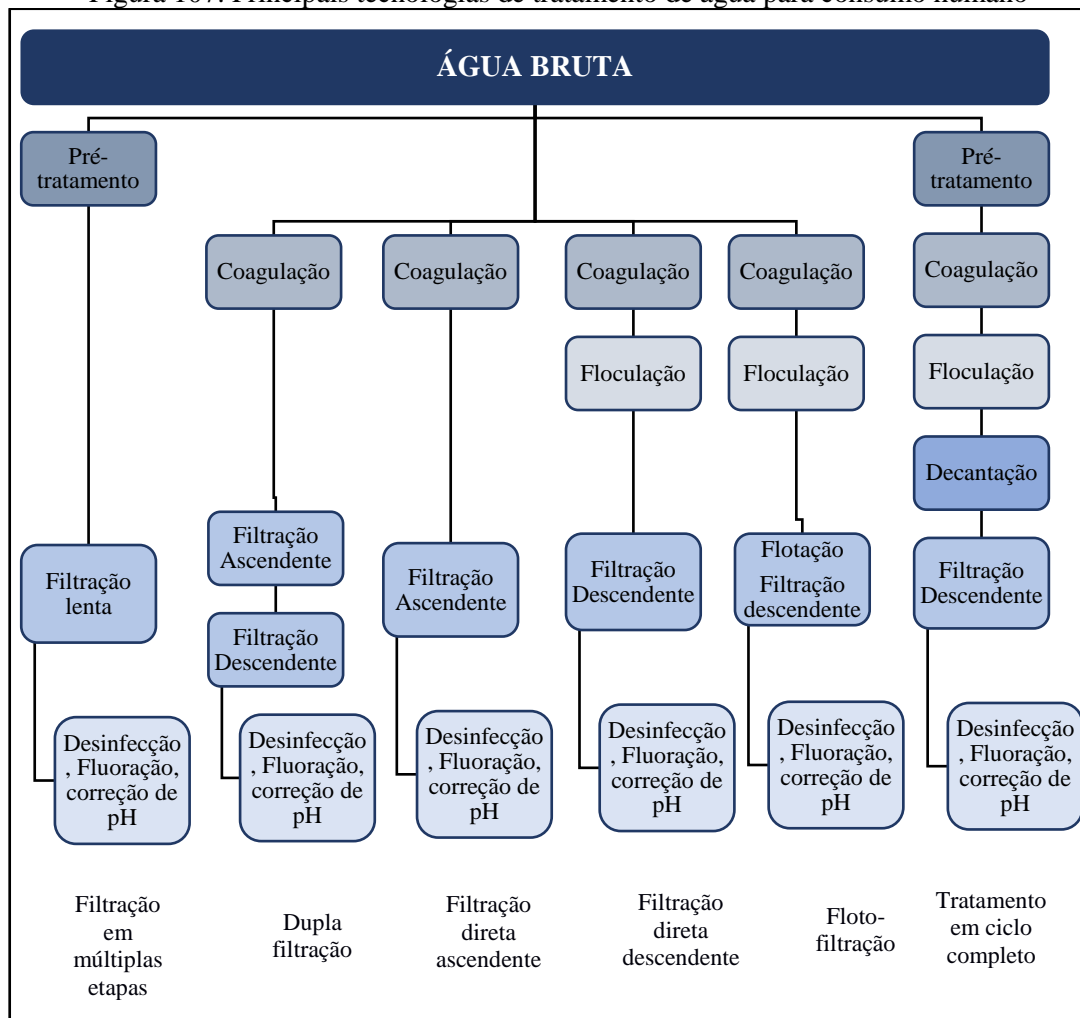 Figura 107. Principais tecnologias de tratamento de água para consumo humano
ÁGUA BRUTA
Pré-
tratamento
Filtração
lenta
Desinfecção
, Fluoração,
correção de
pH
Filtração
em
múltiplas
etapas
Coagulação
Filtração
Ascendente
Filtração
Descendente
Desinfecção
, Fluoração,
correção de
pH
Dupla
filtração
Coagulação
Filtração
Ascendente
Desinfecção
, Fluoração,
correção de
pH
Filtração
direta
ascendente
Coagulação
Floculação
Filtração
Descendente
Desinfecção
, Fluoração,
correção de
pH
Filtração
direta
descendente
Coagulação
Floculação
Flotação
Filtração
descendente
Desinfecção
, Fluoração,
correção de
pH
Floto-
filtração
Pré-
tratamento
Coagulação
Floculação
Decantação
Filtração
Descendente
Desinfecção
, Fluoração,
correção de
pH
Tratamento
em ciclo
completo